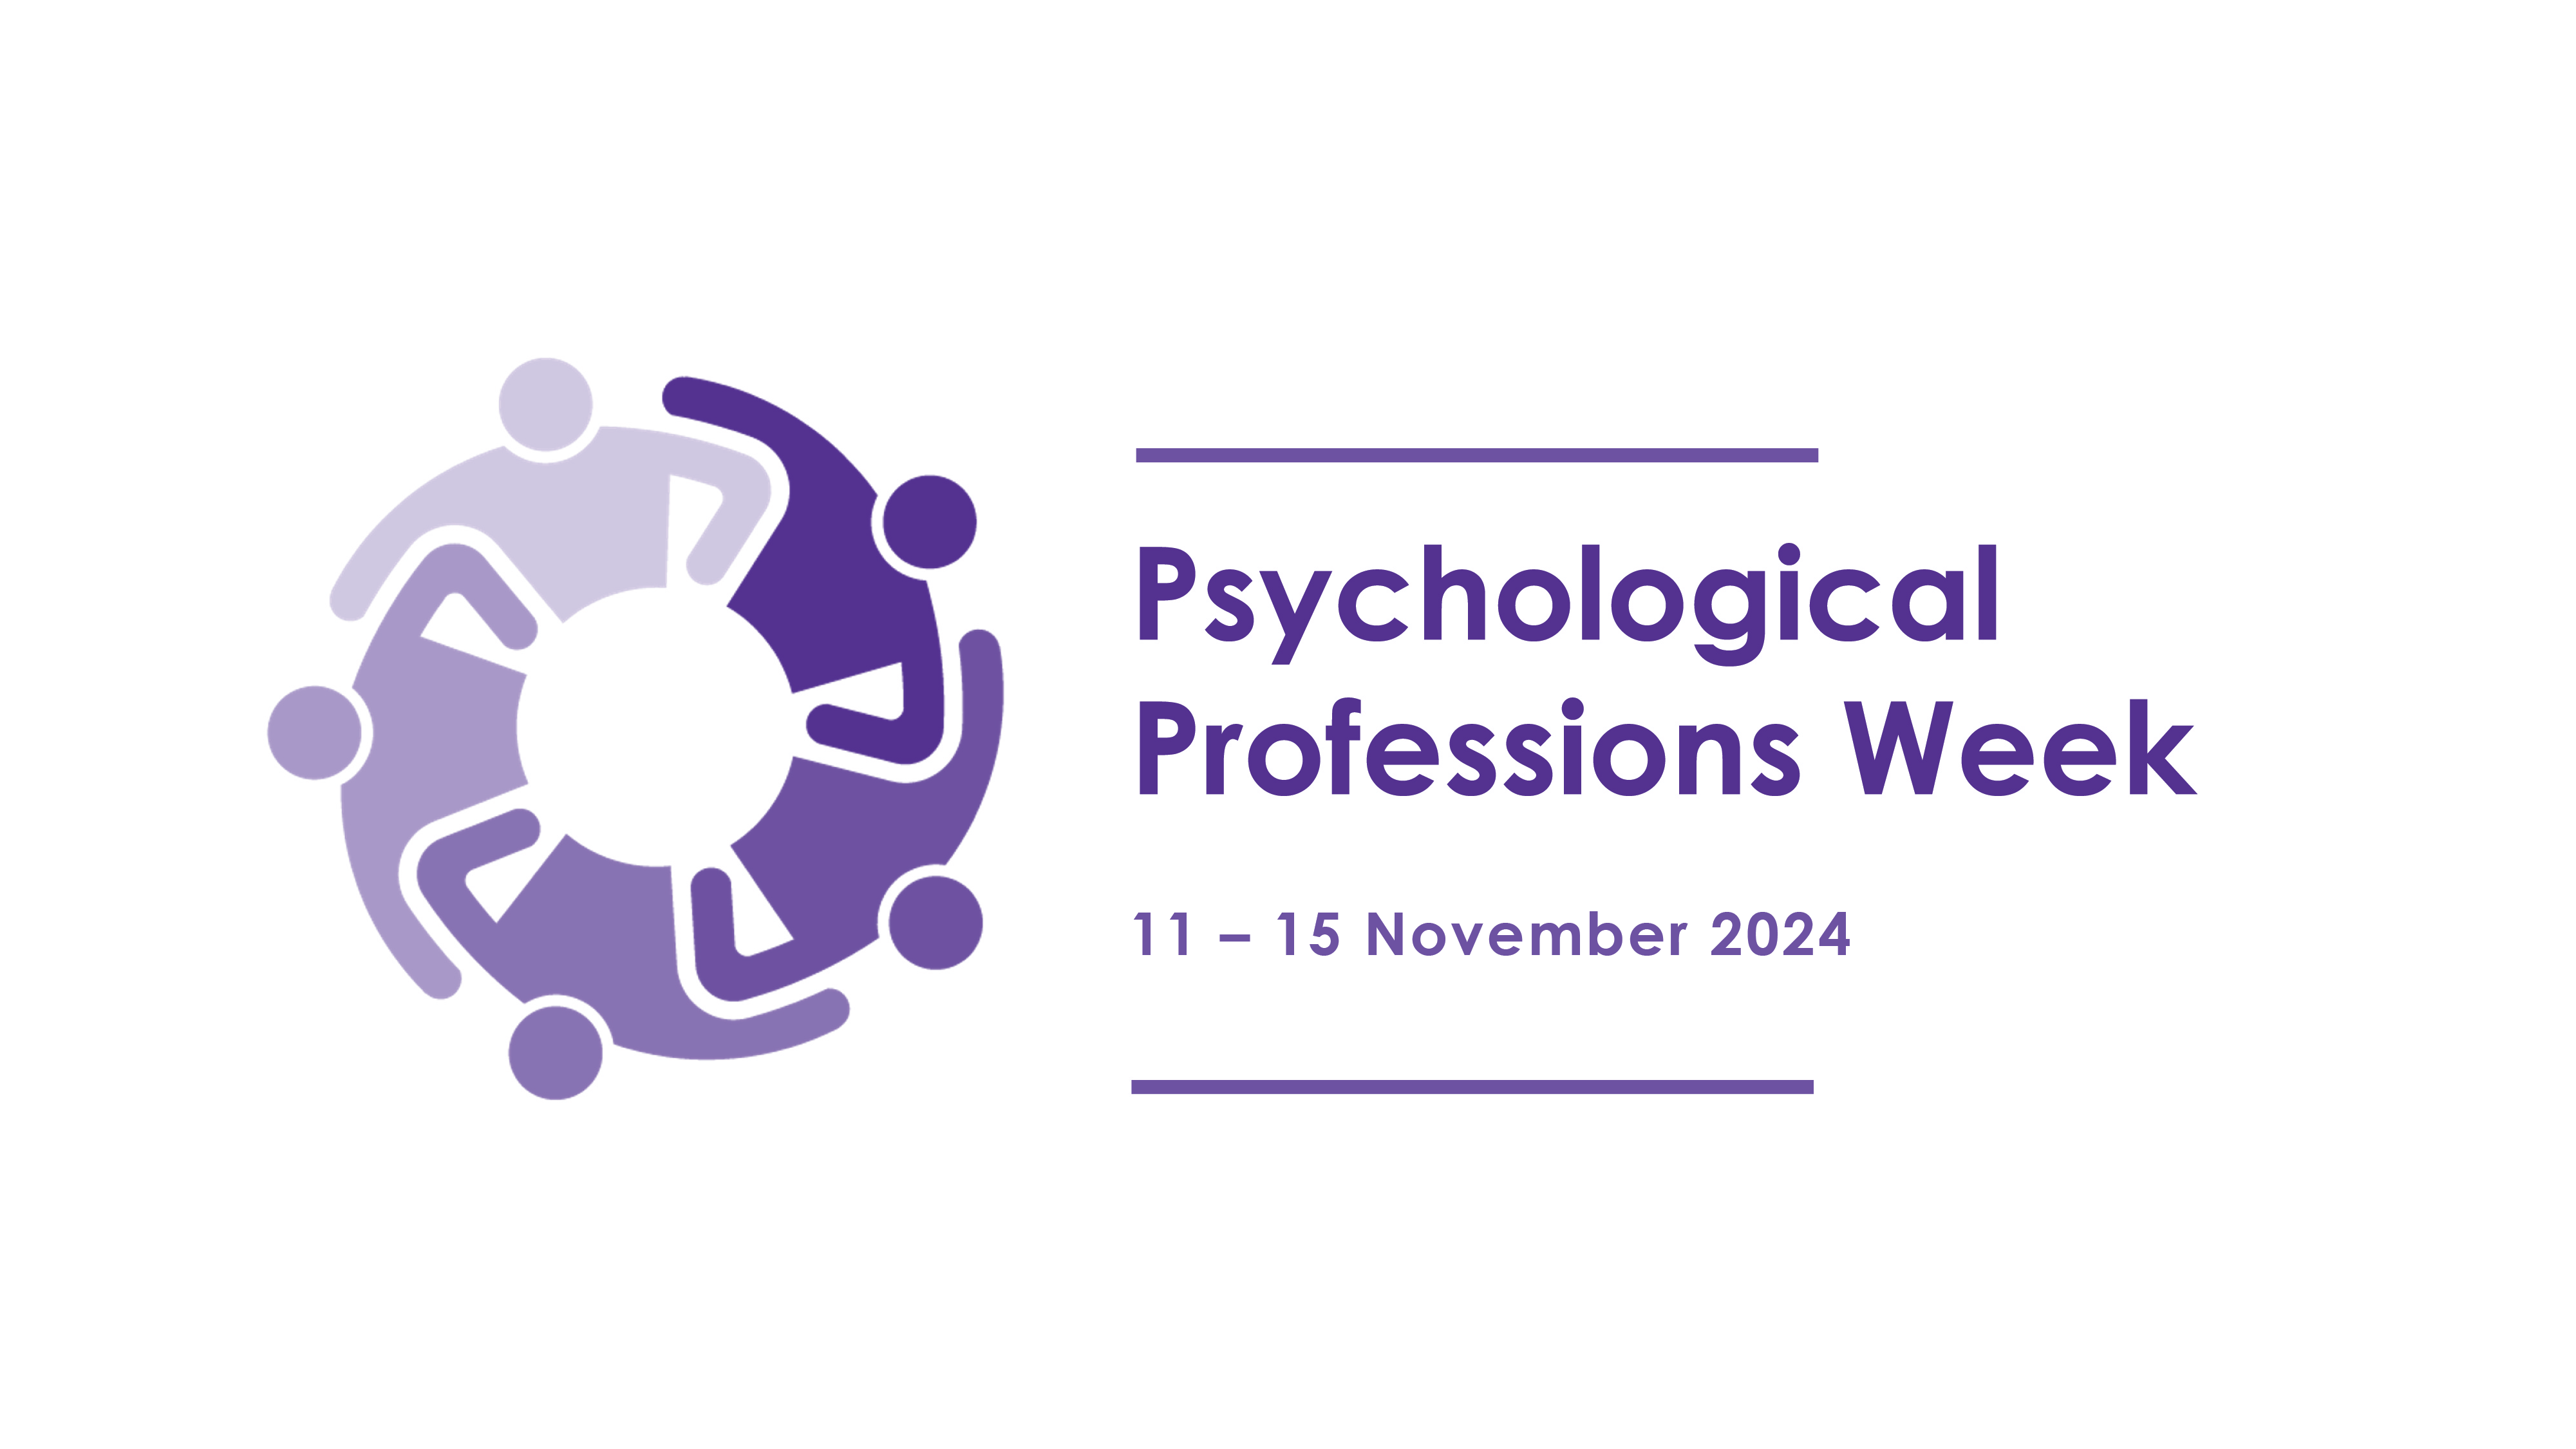 Psychological
Professions Week
11 – 15 November 2024